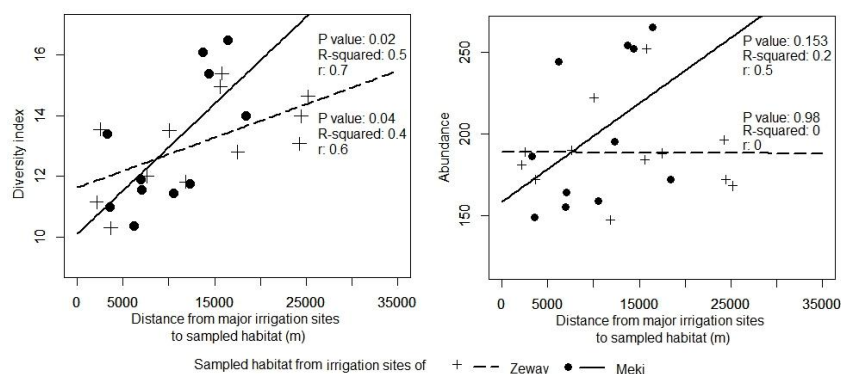 P value: 0.02
R-squared: 0.5
r: 0.7
P value: 0.04
R-squared: 0.4
r: 0.6
Diversity index
16
14
12
10
0 5000 15000 25000 35000
Distance from major irrigation sites
to sampled habitat (m)
P value: 0.153
R-squared: 0.2
r: 0.5
P value: 0.98
R-squared: 0
r: 0
Abundance
250
200
150
0 5000 15000 25000 35000
Distance from major irrigation sites
to sampled habitat (m)
Sampled habitat from irrigation sites of Zeway Meki